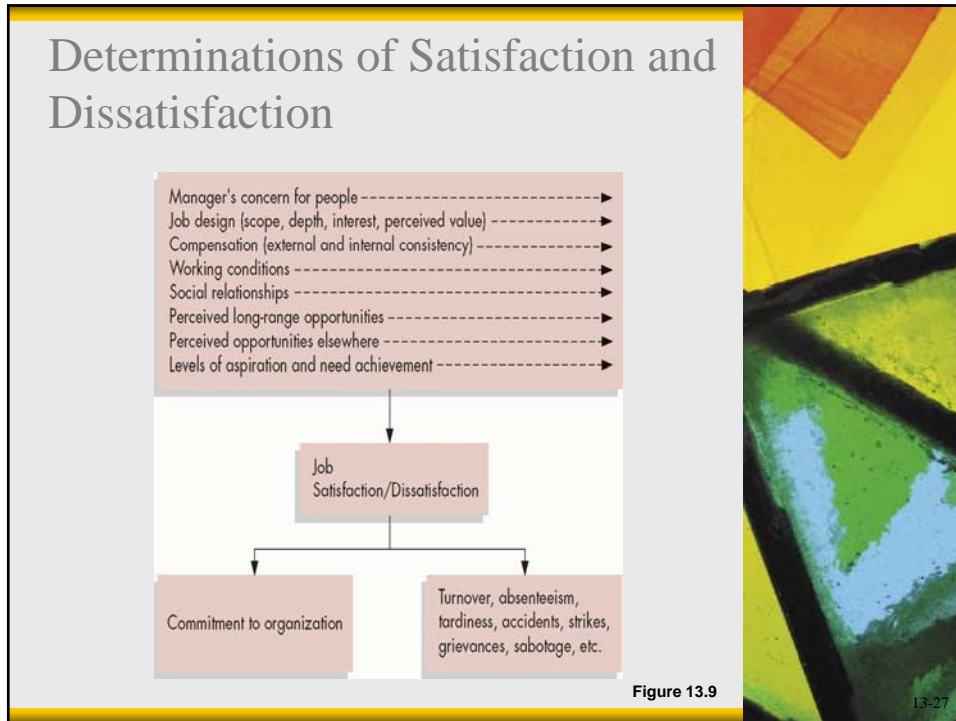 Determinations of Satisfaction and
Dissatisfaction
Manager's concern for people
Job design (scope, depth, interest, perceived value)
Compensation (external and internal consistency)
Working conditions
Social relationships
Perceived long-range opportunities
Perceived opportunities elsewhere
Levels of aspiration and need achievement
Job
Satisfaction/Dissatisfaction
Commitment to organization
Turnover, absenteeism,
tardiness, accidents, strikes,
grievances, sabotage, etc.
Figure 13.9
13-27